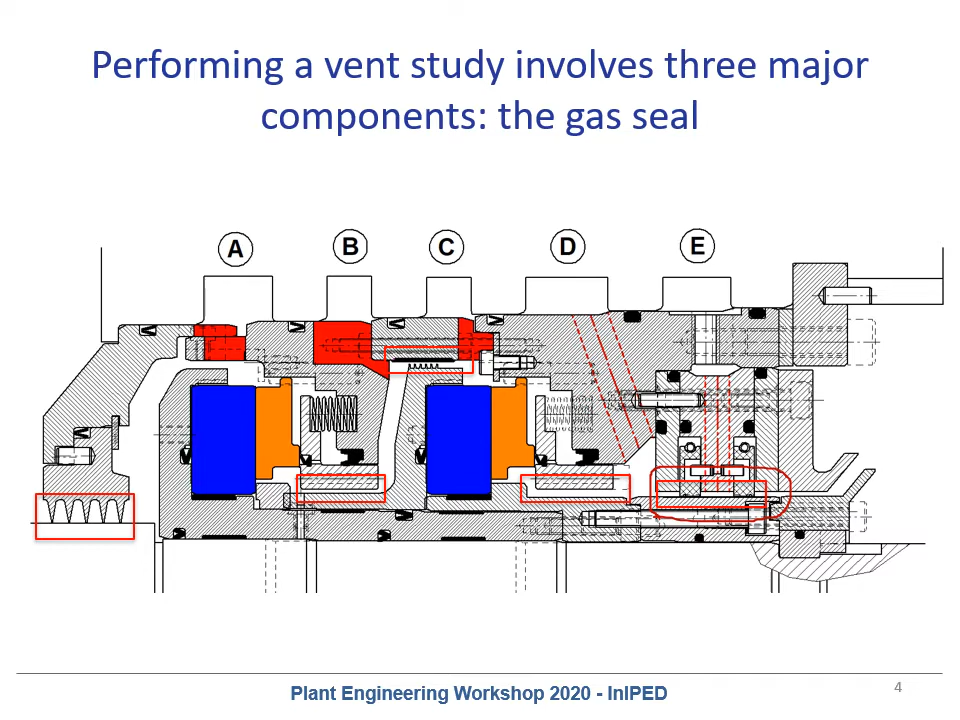 Performing a vent study involves three major
components: the gas seal
A B C D E
Plant Engineering Workshop 2020 - InIPED
4